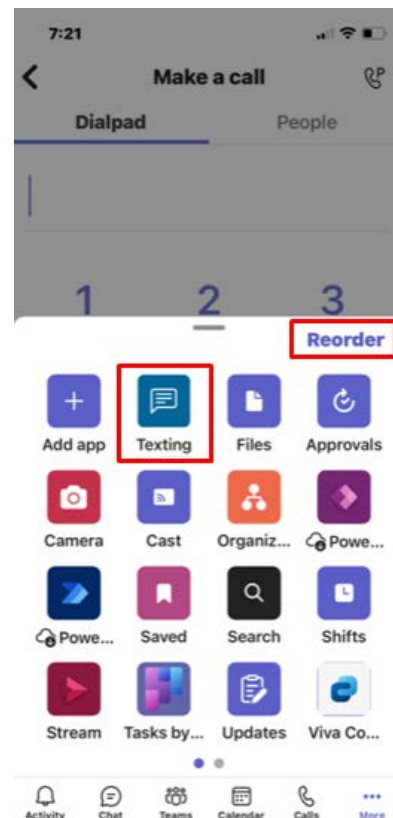 7:21
Make a call
Dialpad People
1 2 3
Reorder
Add app Texting Files Approvals
Camera Cast Organiz... Powe...
Powe... Saved Search Shifts
Stream Tasks by... Updates Viva Co...
Activity Chat Teams Calendar Calls More